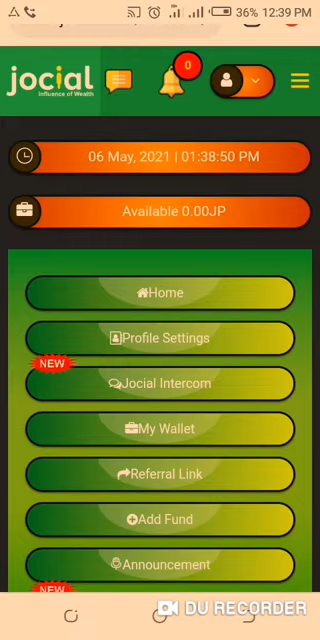 36% 12:39 PM
jocial
Influence of Wealth
0
06 May, 2021 | 01:38:50 PM
Available 0.00JP
Home
Profile Settings
NEW
Jocial Intercom
My Wallet
Referral Link
Add Fund
Announcement
NEW
DU RECORDER